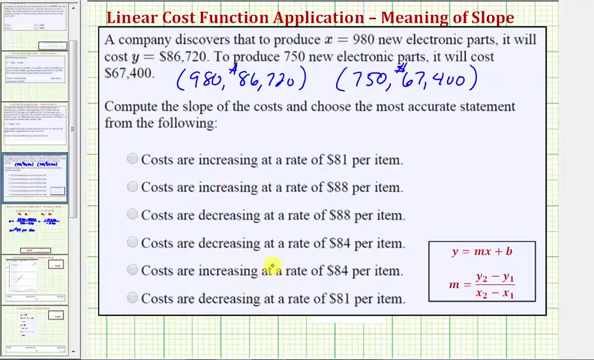 Linear Cost Function Application – Meaning of Slope
A company discovers that to produce x = 980 new electronic parts, it will
cost y = $86,720. To produce 750 new electronic parts, it will cost
$67,400.
(980, $86,720) (750, $67,400)
Compute the slope of the costs and choose the most accurate statement
from the following:
Costs are increasing at a rate of $81 per item.
Costs are increasing at a rate of $88 per item.
Costs are decreasing at a rate of $88 per item.
Costs are decreasing at a rate of $84 per item.
Costs are increasing at a rate of $84 per item.
Costs are decreasing at a rate of $81 per item.
y = mx + b
m = y₂ − y₁ / x₂ − x₁